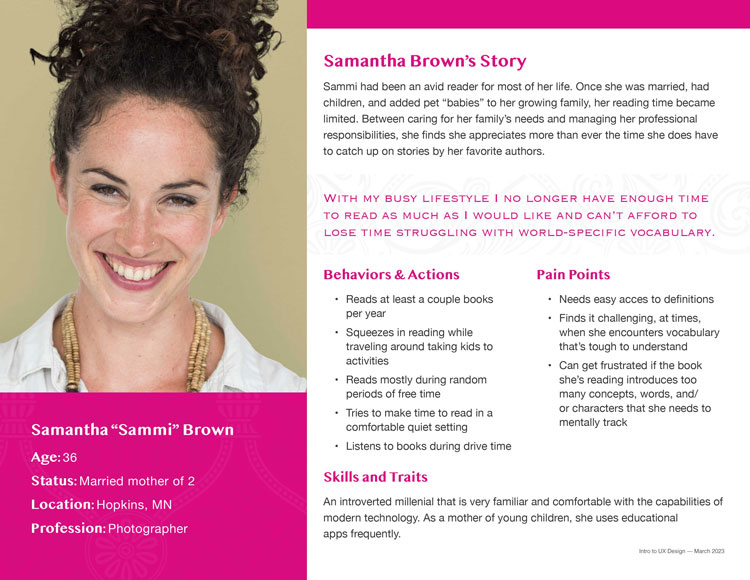 Samantha Brown's Story
Sammi had been an avid reader for most of her life. Once she was married, had
children, and added pet “babies” to her growing family, her reading time became
limited. Between caring for her family's needs and managing her professional
responsibilities, she finds she appreciates more than ever the time she does have
to catch up on stories by her favorite authors.
With my busy lifestyle I no longer have enough time
to read as much as I would like and can't afford to
lose time struggling with world-specific vocabulary.
Behaviors & Actions
• Reads at least a couple books
per year
• Squeezes in reading while
traveling around taking kids to
activities
• Reads mostly during random
periods of free time
• Tries to make time to read in a
comfortable quiet setting
• Listens to books during drive time
Pain Points
• Needs easy acces to definitions
• Finds it challenging, at times,
when she encounters vocabulary
that's tough to understand
• Can get frustrated if the book
she's reading introduces too
many concepts, words, and/
or characters that she needs to
mentally track
Skills and Traits
An introverted millenial that is very familiar and comfortable with the capabilities of
modern technology. As a mother of young children, she uses educational
apps frequently.
Samantha “Sammi” Brown
Age: 36
Status: Married mother of 2
Location: Hopkins, MN
Profession: Photographer
Intro to UX Design — March 2023